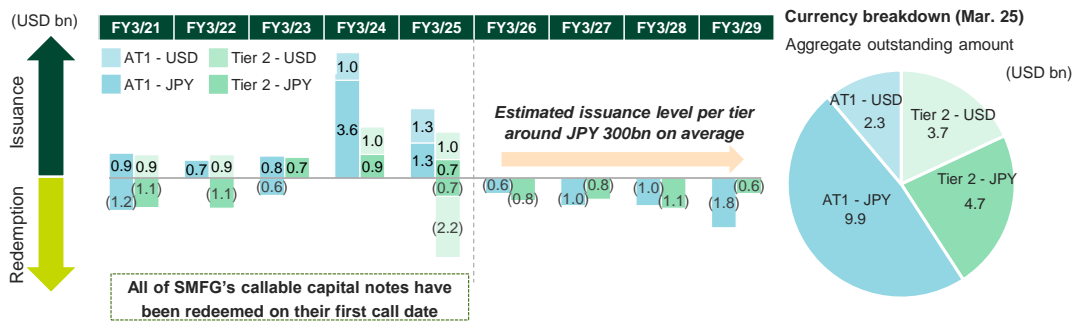 (USD bn)
FY3/21 FY3/22 FY3/23 FY3/24 FY3/25 FY3/26 FY3/27 FY3/28 FY3/29
Issuance
Redemption
AT1 - USD Tier 2 - USD
AT1 - JPY Tier 2 - JPY
1.0
3.6 1.0 0.9
1.3 1.0
1.3 0.7
0.9 0.9 0.7 0.9 0.8 0.7
(1.2) (1.1) (1.1) (0.6) (0.7) (2.2)
(0.6) (0.8) (1.0) (0.8) (1.0) (1.1) (1.8) (0.6)
Estimated issuance level per tier
around JPY 300bn on average
All of SMFG's callable capital notes have
been redeemed on their first call date
Currency breakdown (Mar. 25)
Aggregate outstanding amount
(USD bn)
AT1 - USD
2.3
Tier 2 - USD
3.7
Tier 2 - JPY
4.7
AT1 - JPY
9.9